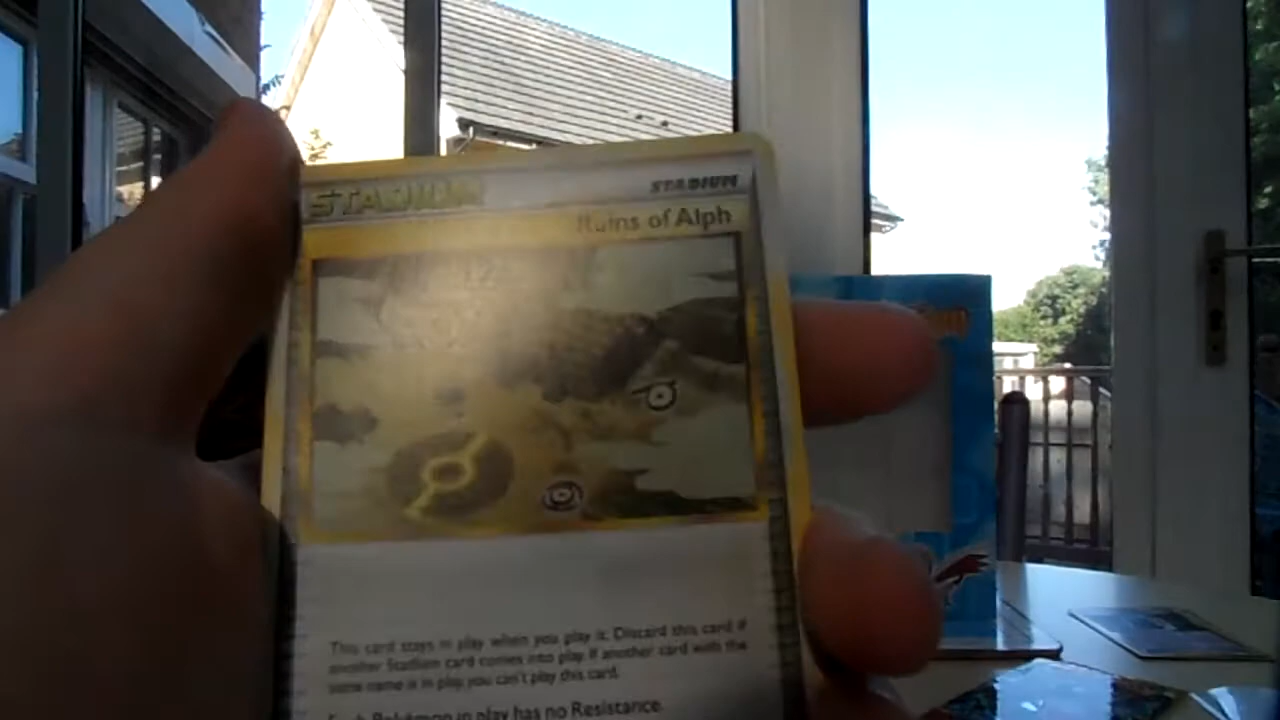 STADIUM STADIUM
Ruins of Alph
This card stays in play when you play it. Discard this card if
another Stadium card comes into play. If another card with the
same name is in play, you can't play this card.
Each Pokémon in play has no Resistance.